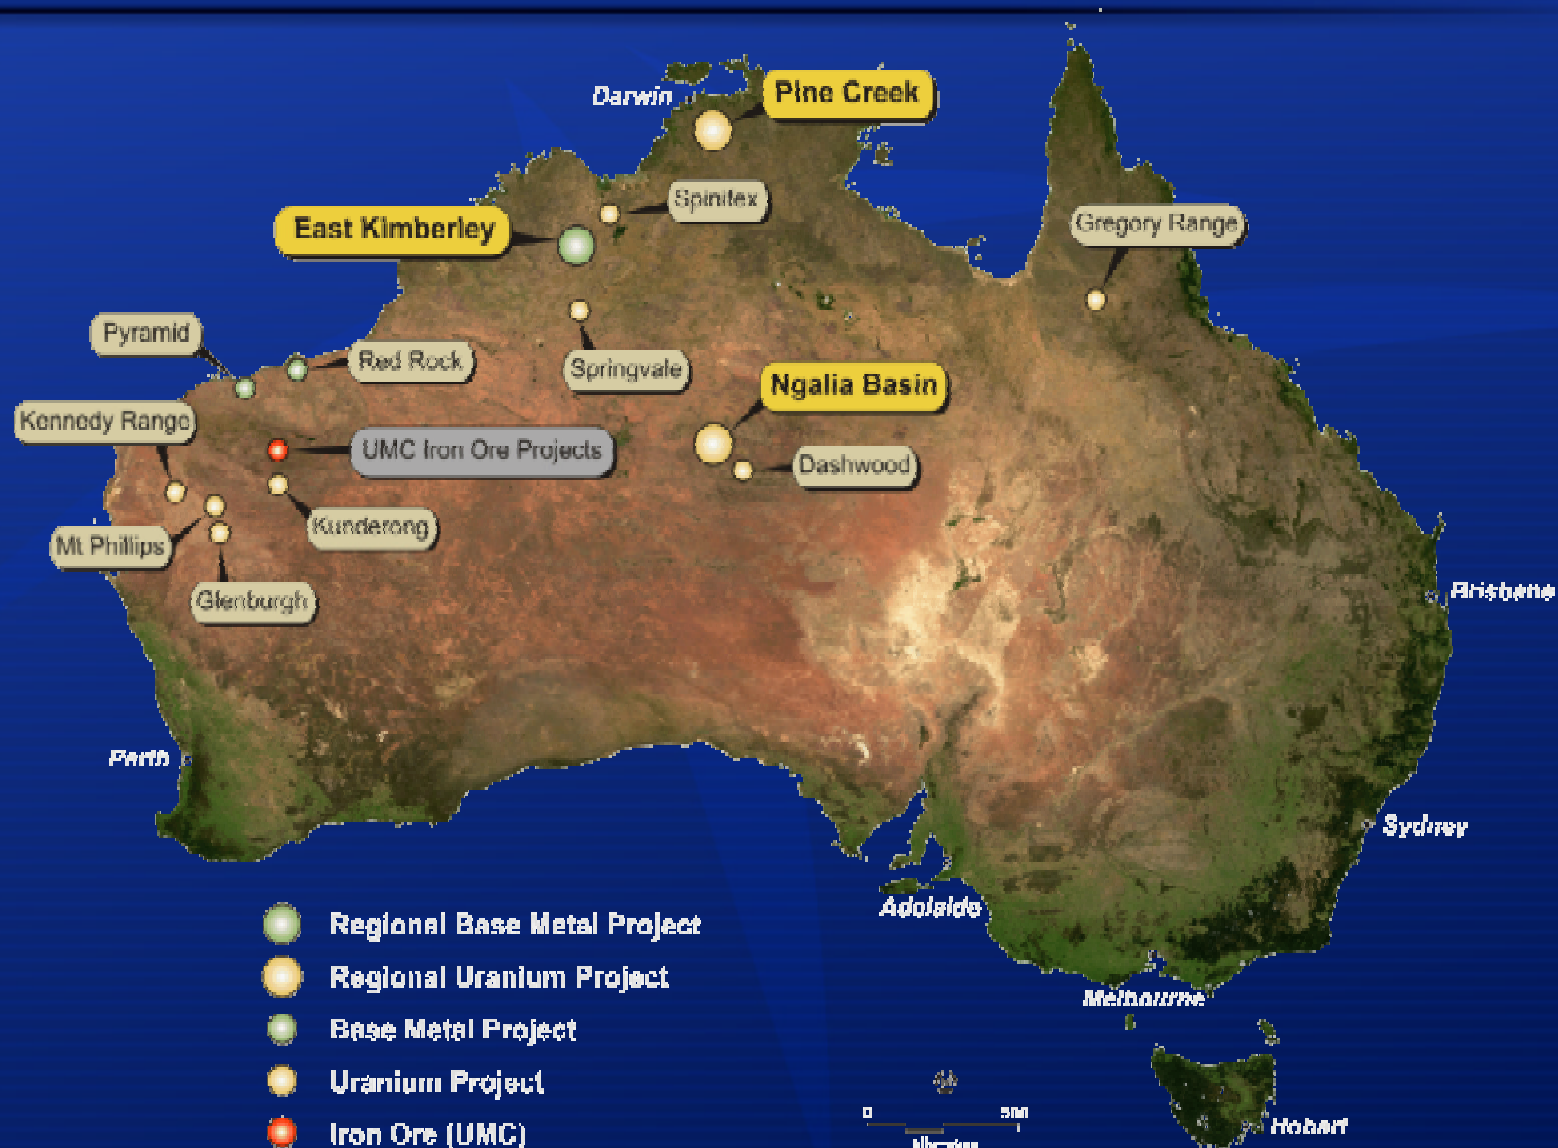 Darwin
Pine Creek
Spinifex
East Kimberley
Gregory Range
Pyramid
Red Rock
Springvale
Ngalia Basin
Kennedy Range
UMC Iron Ore Projects
Dashwood
Kunderong
Mt Phillips
Glenburgh
Brisbane
Perth
Sydney
Adelaide
Melbourne
Hobart
Regional Base Metal Project
Regional Uranium Project
Base Metal Project
Uranium Project
Iron Ore (UMC)
0 500